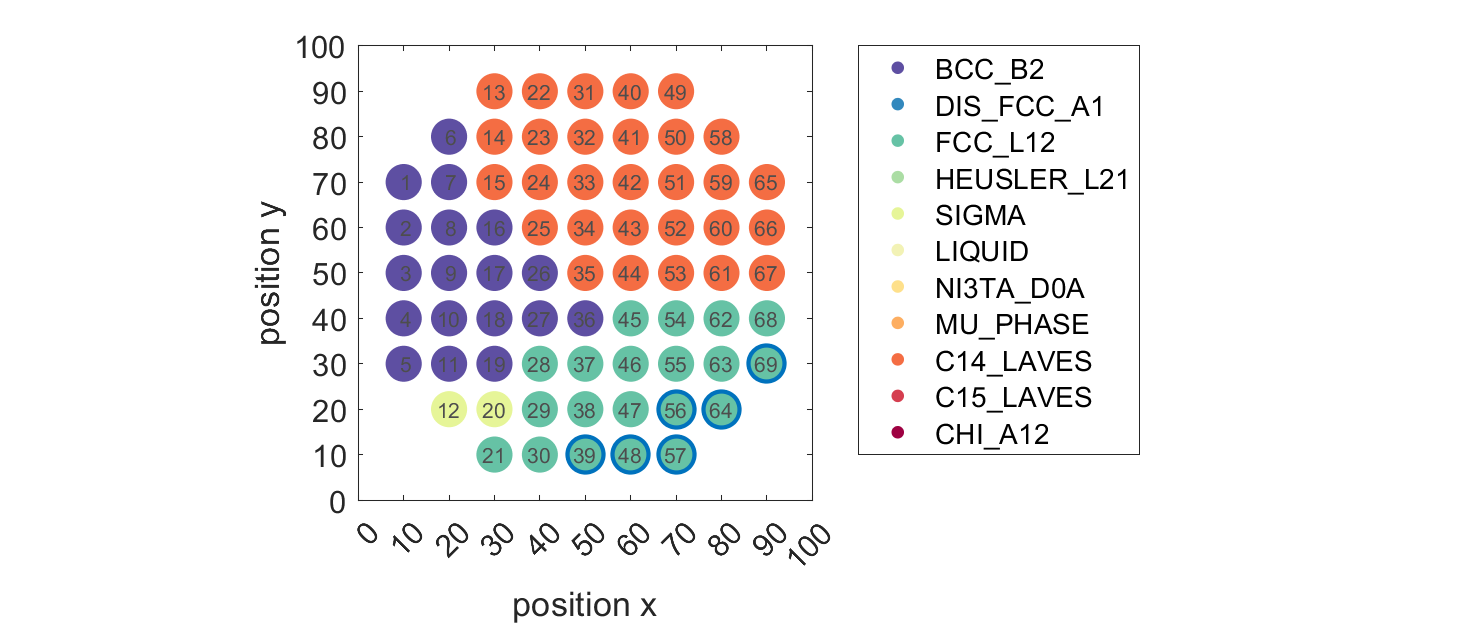 100
90
80
70
60
50
40
30
20
10
0
position y
13 22 31 40 49
6 14 23 32 41 50 58
1 7 15 24 33 42 51 59 65
2 8 16 25 34 43 52 60 66
3 9 17 26 35 44 53 61 67
4 10 18 27 36 45 54 62 68
5 11 19 28 37 46 55 63 69
12 20 29 38 47 56 64
21 30 39 48 57
0 10 20 30 40 50 60 70 80 90 100
position x
BCC_B2
DIS_FCC_A1
FCC_L12
HEUSLER_L21
SIGMA
LIQUID
NI3TA_D0A
MU_PHASE
C14_LAVES
C15_LAVES
CHI_A12